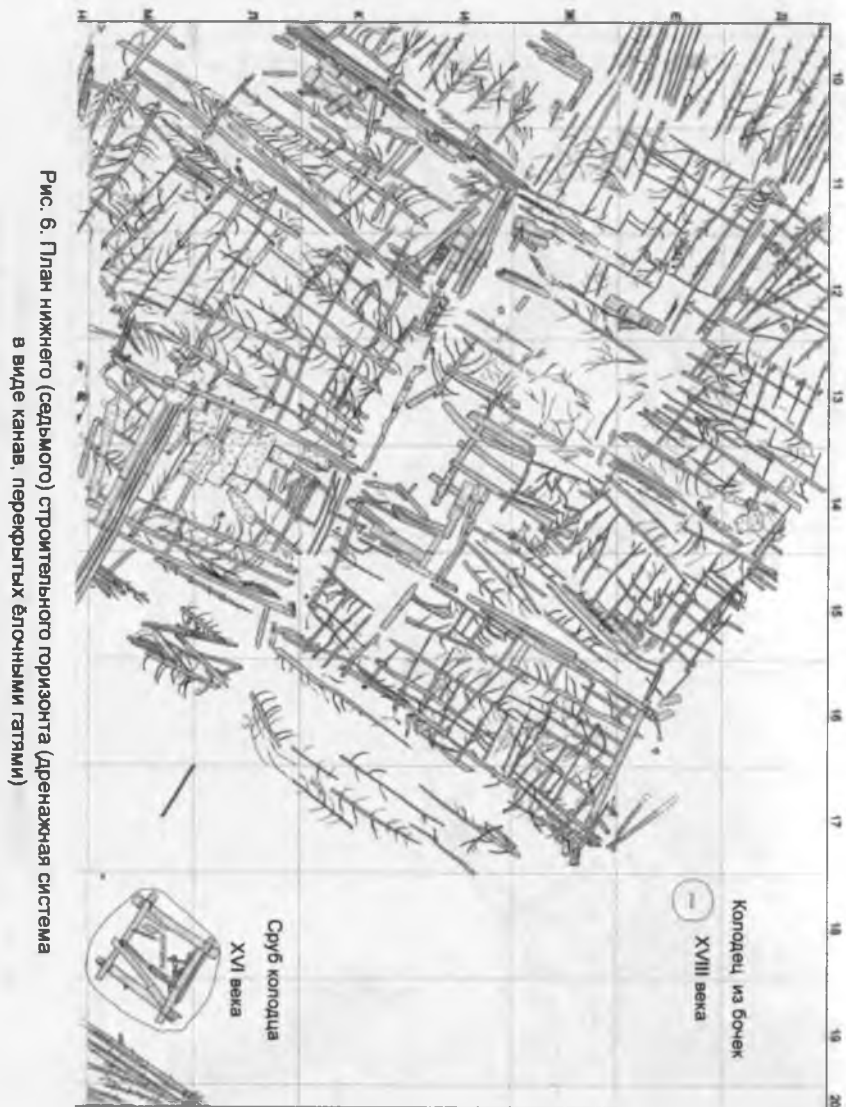 10 11 12 13 14 15 16 17 18 19 20
Д
Е
Ж
И
К
Л
М
Н
Колодец из бочек
XVIII века
Сруб колодца
XVI века
Рис. 6. План нижнего (седьмого) строительного горизонта (дренажная система
в виде канав, перекрытых ёлочными гатями)